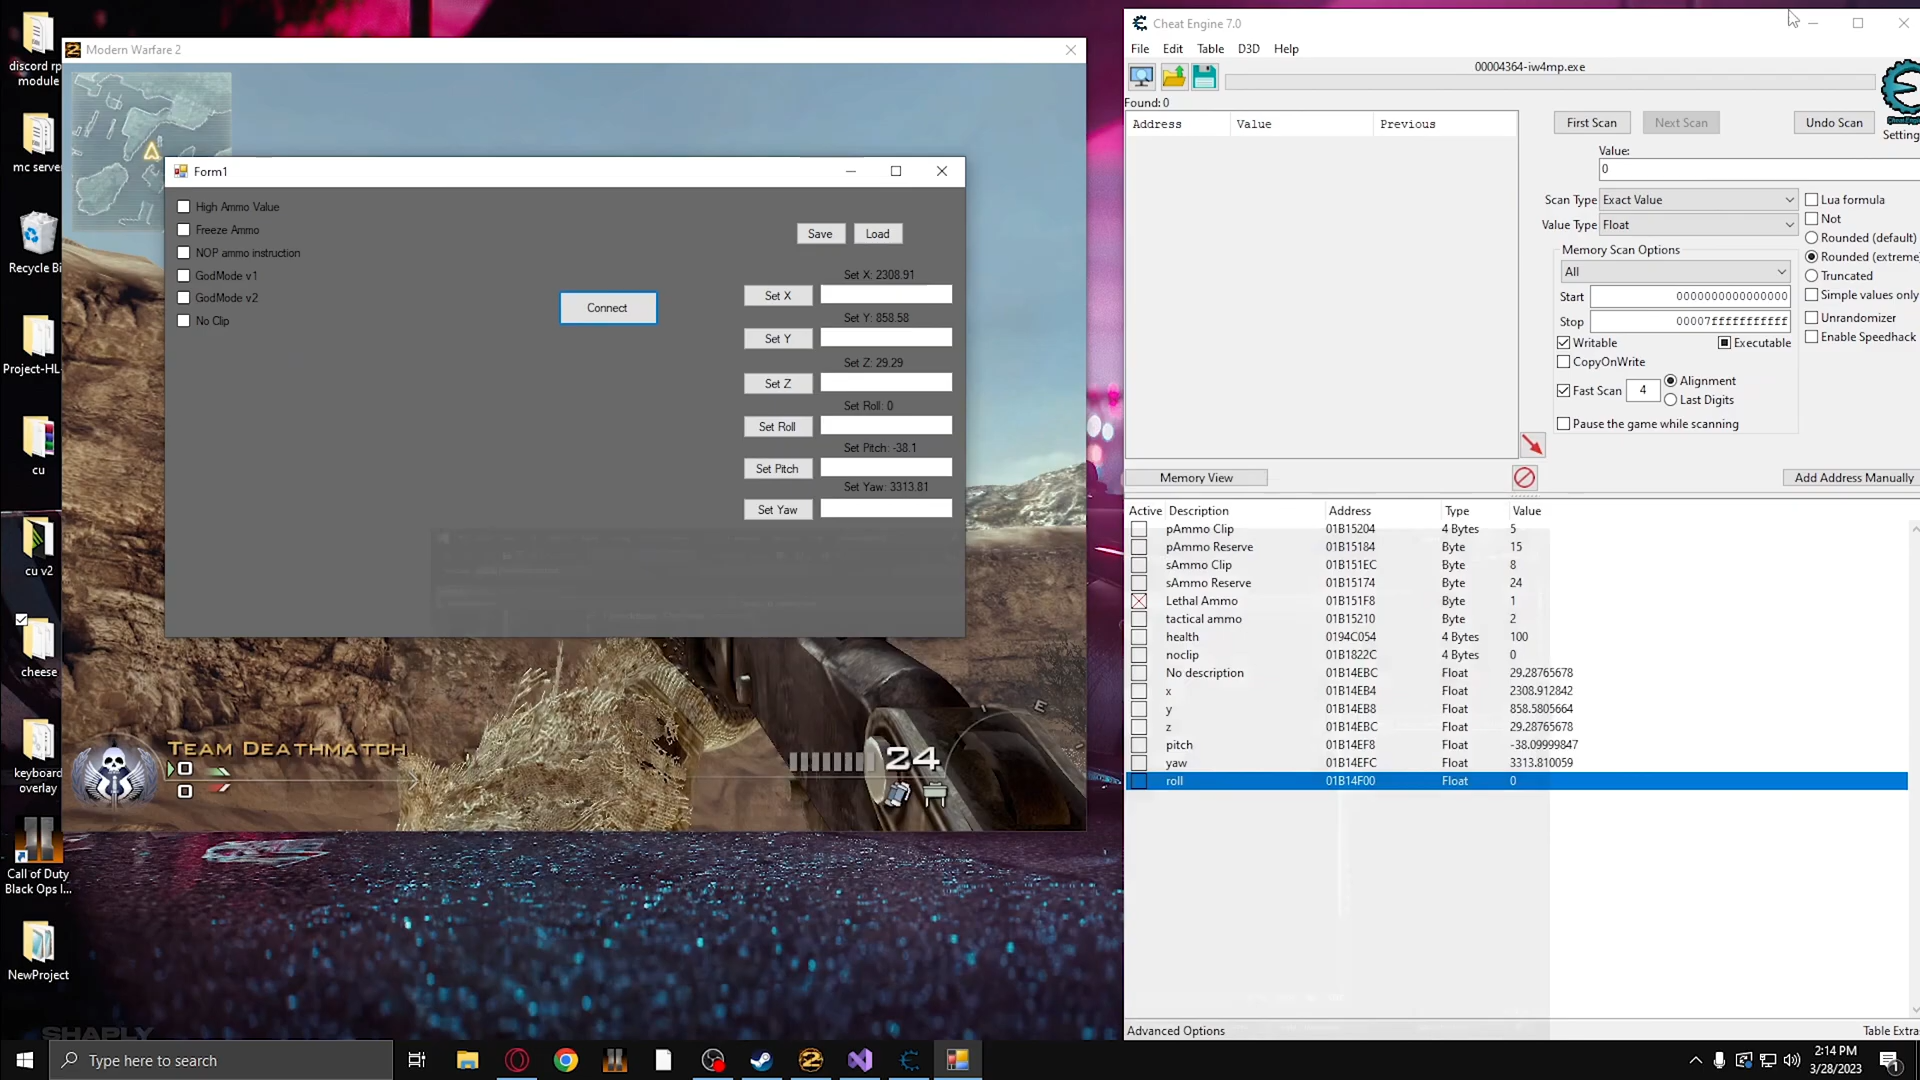 discord rp
module
mc server
Recycle Bi
Project-HL
cu
cu v2
cheese
keyboard
overlay
Call of Duty
Black Ops I...
NewProject
SHAPLY
Modern Warfare 2
Form1
High Ammo Value
Freeze Ammo
NOP ammo instruction
GodMode v1
GodMode v2
No Clip
Connect
Save
Load
Set X: 2308.91
Set X
Set Y: 858.58
Set Y
Set Z: 29.29
Set Z
Set Roll: 0
Set Roll
Set Pitch: -38.1
Set Pitch
Set Yaw: 3313.81
Set Yaw
TEAM DEATHMATCH
0
0
24
E
Cheat Engine 7.0
File Edit Table D3D Help
00004364-iw4mp.exe
Found: 0
Address Value Previous
First Scan Next Scan Undo Scan
Setting
Value:
0
Scan Type Exact Value
Value Type Float
Lua formula
Not
Rounded (default)
Rounded (extreme
Truncated
Simple values only
Unrandomizer
Enable Speedhack
Memory Scan Options
All
Start 0000000000000000
Stop 00007fffffffffff
Writable Executable
CopyOnWrite
Fast Scan 4 Alignment
Last Digits
Pause the game while scanning
Memory View
Add Address Manually
Active Description Address Type Value
pAmmo Clip 01B15204 4 Bytes 5
pAmmo Reserve 01B15184 Byte 15
sAmmo Clip 01B151EC Byte 8
sAmmo Reserve 01B15174 Byte 24
Lethal Ammo 01B151F8 Byte 1
tactical ammo 01B15210 Byte 2
health 0194C054 4 Bytes 100
noclip 01B1822C 4 Bytes 0
No description 01B14EBC Float 29.28765678
x 01B14EB4 Float 2308.912842
y 01B14EB8 Float 858.5805664
z 01B14EBC Float 29.28765678
pitch 01B14EF8 Float -38.09999847
yaw 01B14EFC Float 3313.810059
roll 01B14F00 Float 0
Advanced Options
Table Extra
Type here to search
2:14 PM
3/28/2023
1